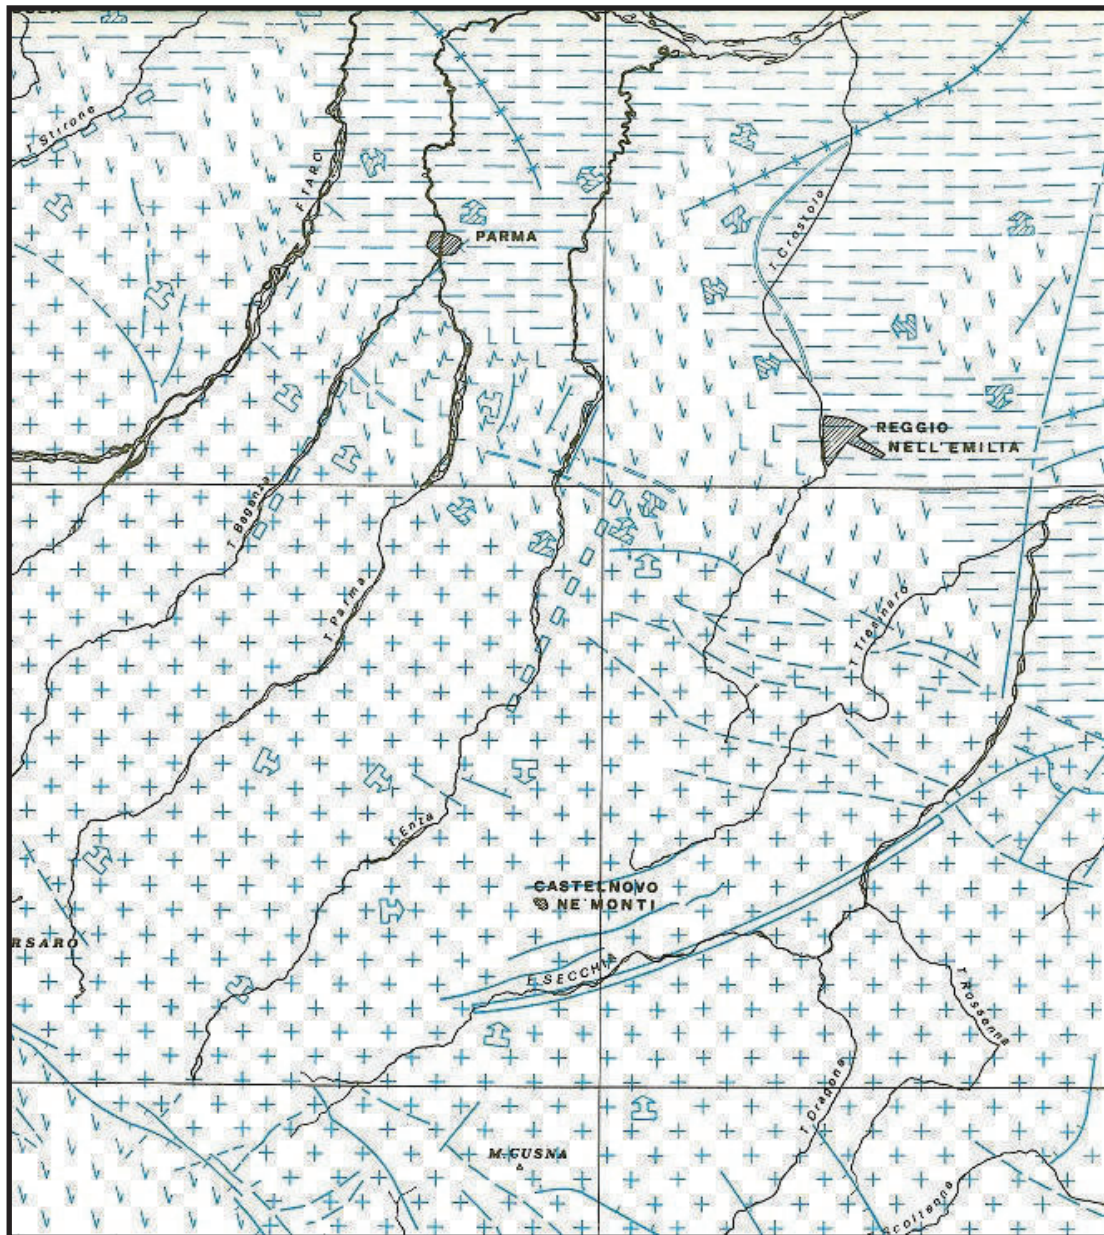 T. Stirone
F. TARO
PARMA
T. Crostolo
REGGIO
NELL'EMILIA
T. Baganza
T. Parma
T. Tresinaro
T. Enza
CASTELNOVO
NE' MONTI
RSARO
F. SECCHIA
T. Rossenna
T. Dragone
M. CUSNA
Scoltenna